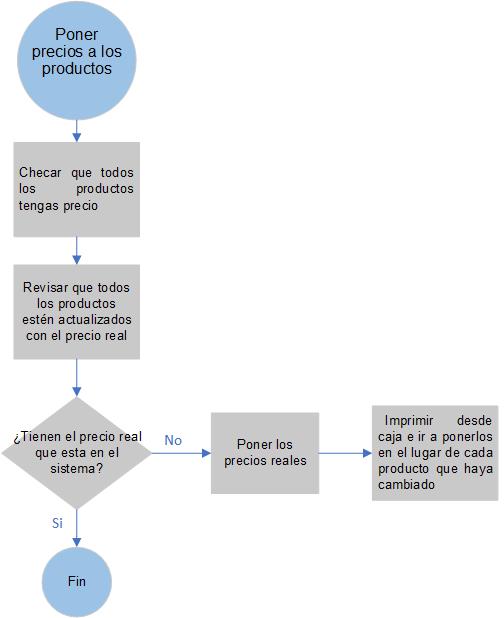 Poner
precios a los
productos
Checar que todos
los productos
tengas precio
Revisar que todos
los productos
estén actualizados
con el precio real
¿Tienen el precio real
que esta en el
sistema?
No
Poner los
precios reales
Imprimir desde
caja e ir a ponerlos
en el lugar de cada
producto que haya
cambiado
Si
Fin